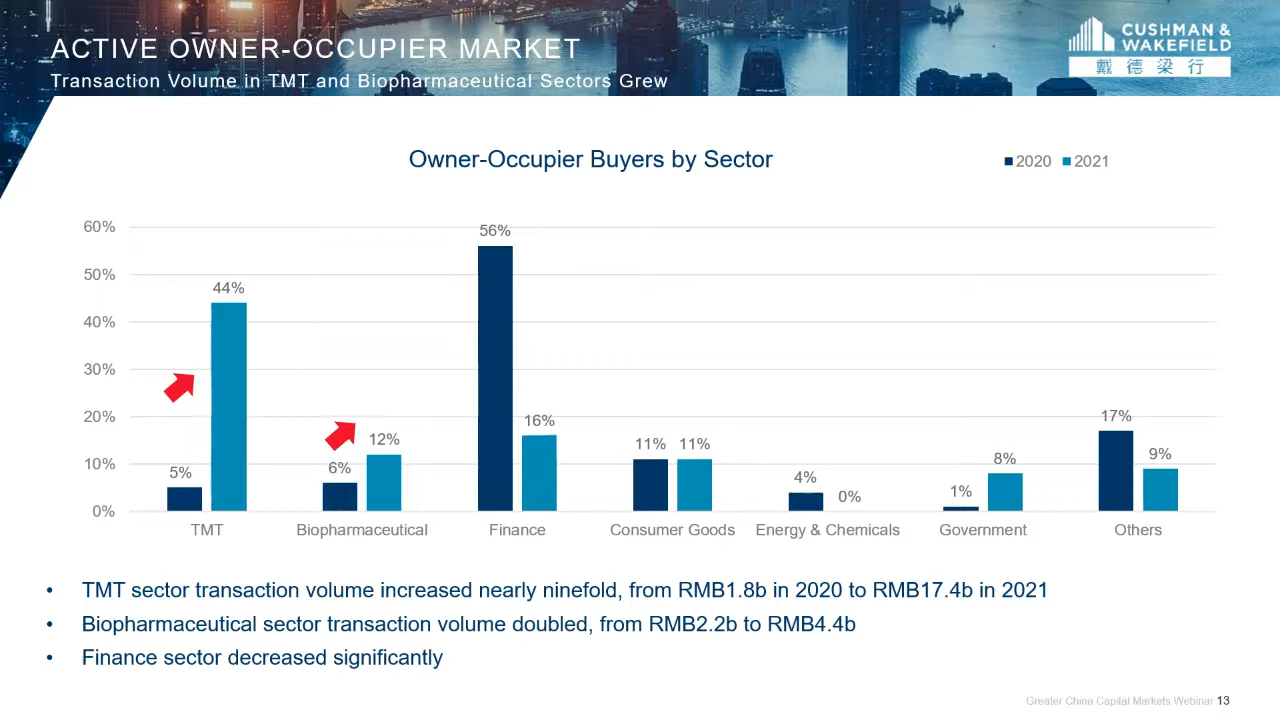 ACTIVE OWNER-OCCUPIER MARKET
Transaction Volume in TMT and Biopharmaceutical Sectors Grew
CUSHMAN &
WAKEFIELD
戴德梁行
Owner-Occupier Buyers by Sector
2020 2021
60%
50%
40%
30%
20%
10%
0%
5% 44%
6% 12%
56% 16%
11% 11%
4% 0%
1% 8%
17% 9%
TMT Biopharmaceutical Finance Consumer Goods Energy & Chemicals Government Others
• TMT sector transaction volume increased nearly ninefold, from RMB1.8b in 2020 to RMB17.4b in 2021
• Biopharmaceutical sector transaction volume doubled, from RMB2.2b to RMB4.4b
• Finance sector decreased significantly
Greater China Capital Markets Webinar 13